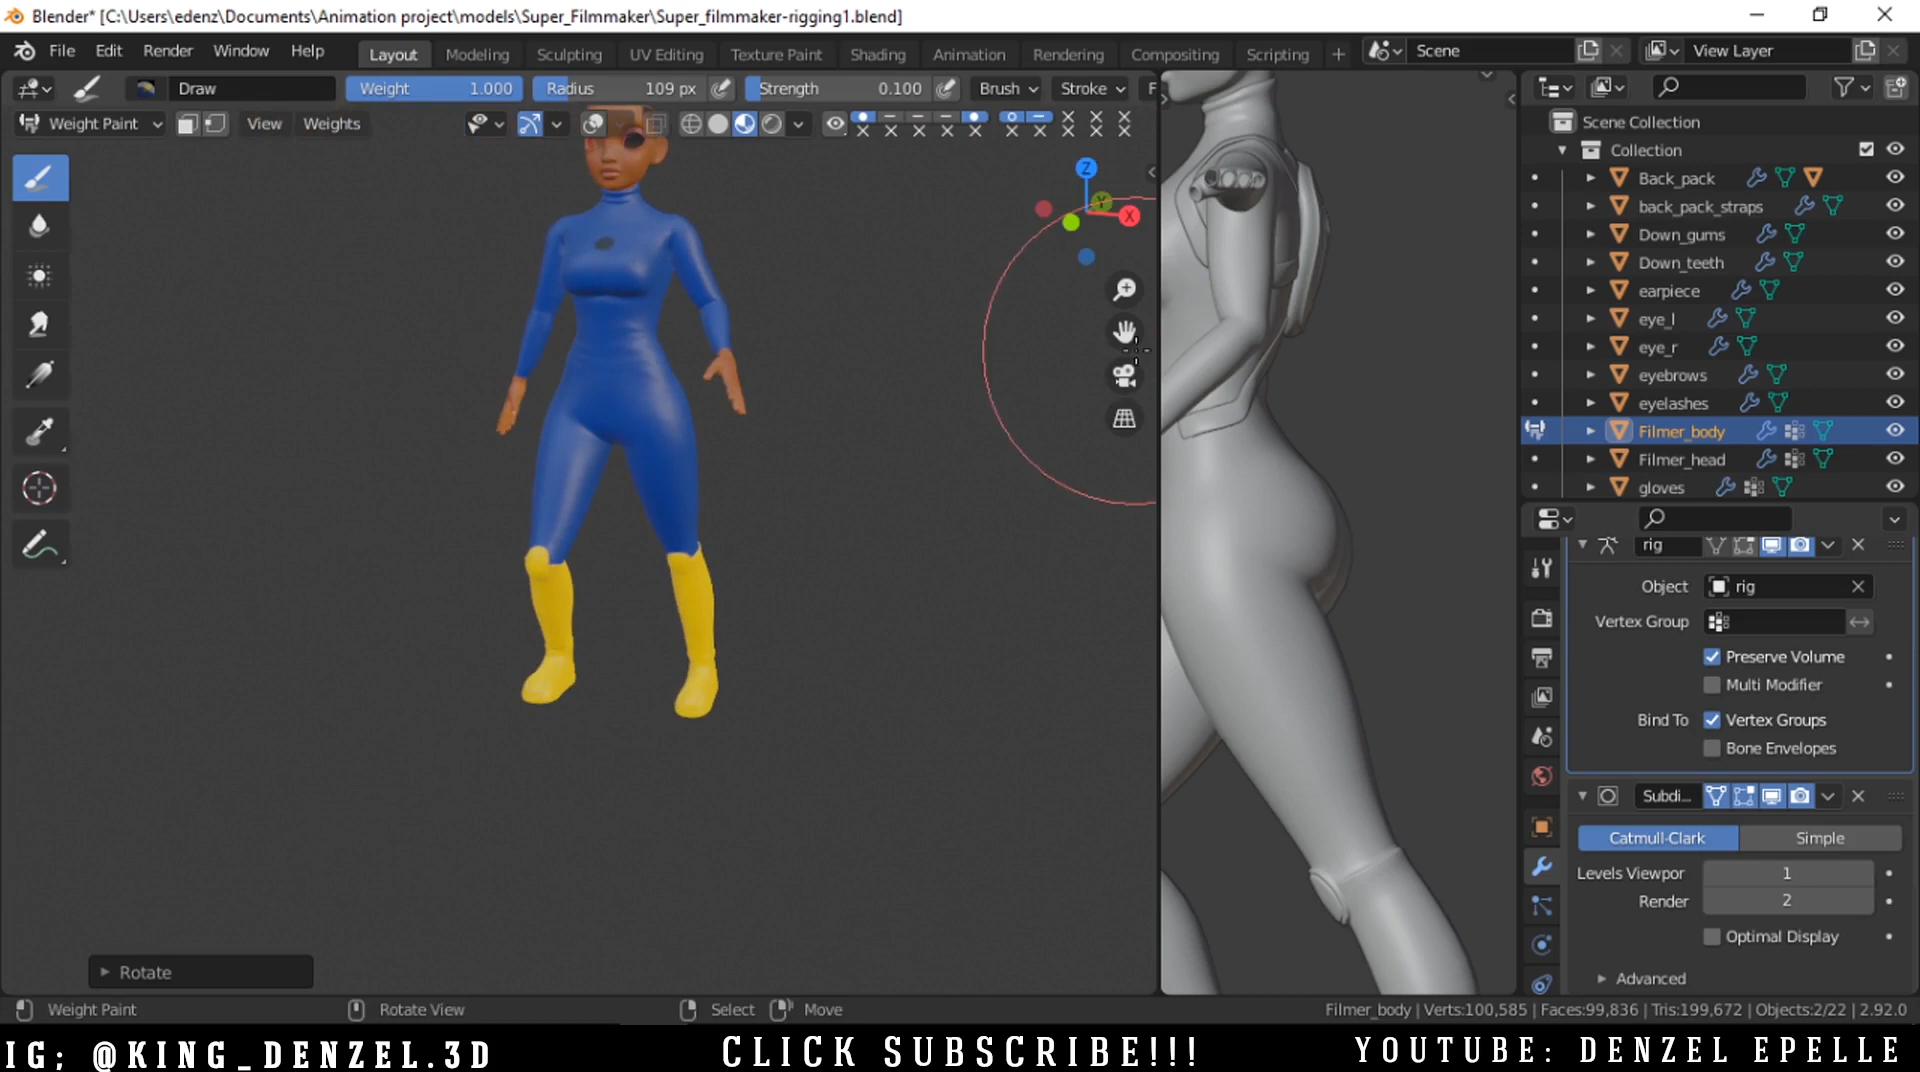 Blender* [C:\Users\edenz\Documents\Animation project\models\Super_Filmmaker\Super_filmmaker-rigging1.blend]
File Edit Render Window Help Layout Modeling Sculpting UV Editing Texture Paint Shading Animation Rendering Compositing Scripting + Scene View Layer
Draw Weight 1.000 Radius 109 px Strength 0.100 Brush Stroke F
Weight Paint View Weights
Z
Y
X
Scene Collection
Collection
Back_pack
back_pack_straps
Down_gums
Down_teeth
earpiece
eye_l
eye_r
eyebrows
eyelashes
Filmer_body
Filmer_head
gloves
rig
Object rig
Vertex Group
Preserve Volume
Multi Modifier
Bind To Vertex Groups
Bone Envelopes
Subdi...
Catmull-Clark Simple
Levels Viewpor 1
Render 2
Optimal Display
Advanced
Rotate
Weight Paint Rotate View Select Move Filmer_body | Verts:100,585 | Faces:99,836 | Tris:199,672 | Objects:2/22 | 2.92.0
IG; @KING_DENZEL.3D CLICK SUBSCRIBE!!! YOUTUBE: DENZEL EPELLE